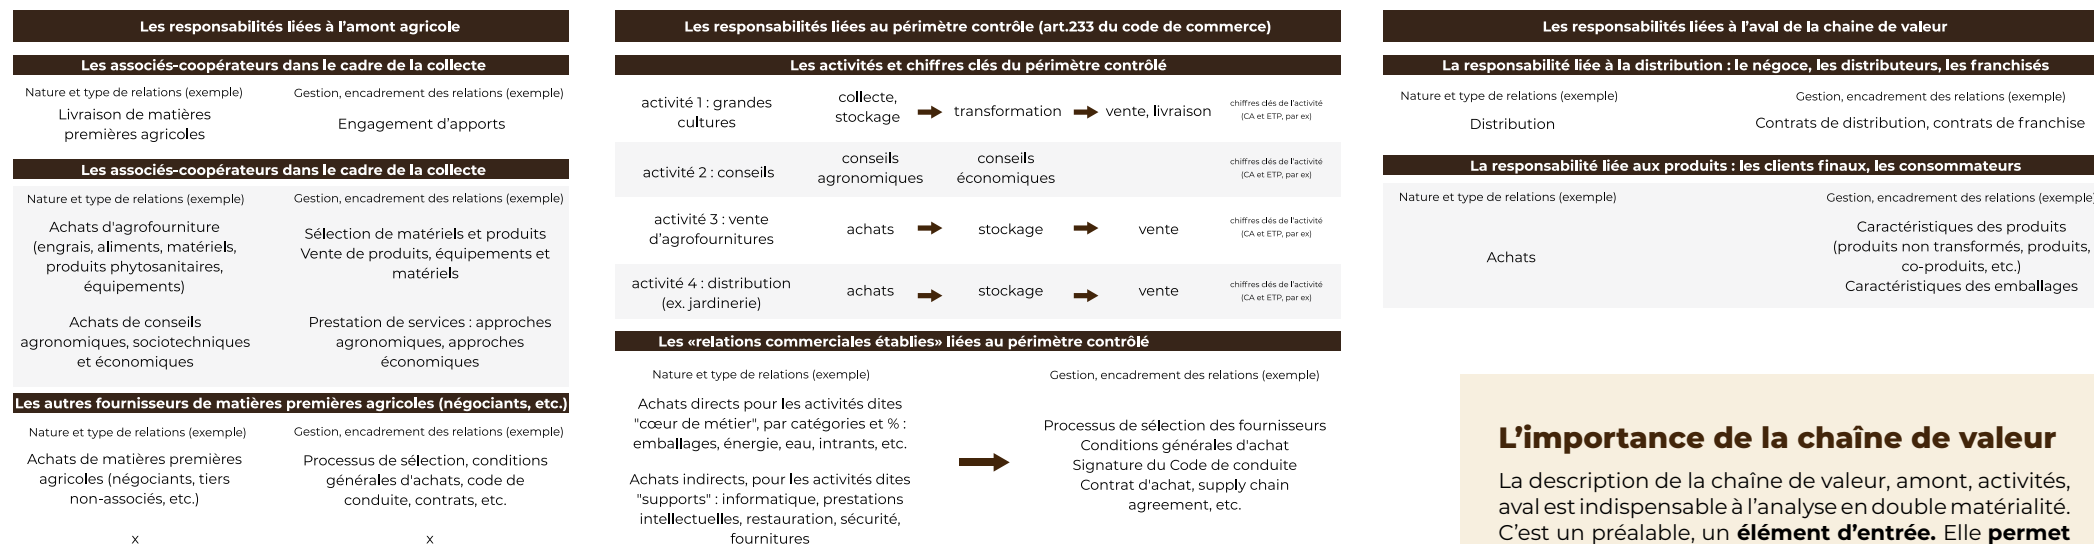 Les responsabilités liées à l’amont agricole
Les associés-coopérateurs dans le cadre de la collecte
Nature et type de relations (exemple)
Gestion, encadrement des relations (exemple)
Livraison de matières
premières agricoles
Engagement d’apports
Les associés-coopérateurs dans le cadre de la collecte
Nature et type de relations (exemple)
Gestion, encadrement des relations (exemple)
Achats d'agrofourniture
(engrais, aliments, matériels,
produits phytosanitaires,
équipements)
Sélection de matériels et produits
Vente de produits, équipements et
matériels
Achats de conseils
agronomiques, sociotechniques
et économiques
Prestation de services : approches
agronomiques, approches
économiques
Les autres fournisseurs de matières premières agricoles (négociants, etc.)
Nature et type de relations (exemple)
Gestion, encadrement des relations (exemple)
Achats de matières premières
agricoles (négociants, tiers
non-associés, etc.)
Processus de sélection, conditions
générales d'achats, code de
conduite, contrats, etc.
x
x
Les responsabilités liées au périmètre contrôle (art.233 du code de commerce)
Les activités et chiffres clés du périmètre contrôlé
activité 1 : grandes
cultures
collecte,
stockage
transformation
vente, livraison
chiffres clés de l'activité
(CA et ETP, par ex)
activité 2 : conseils
conseils
agronomiques
conseils
économiques
chiffres clés de l'activité
(CA et ETP, par ex)
activité 3 : vente
d’agrofournitures
achats
stockage
vente
chiffres clés de l'activité
(CA et ETP, par ex)
activité 4 : distribution
(ex. jardinerie)
achats
stockage
vente
chiffres clés de l'activité
(CA et ETP, par ex)
Les «relations commerciales établies» liées au périmètre contrôlé
Nature et type de relations (exemple)
Gestion, encadrement des relations (exemple)
Achats directs pour les activités dites
"cœur de métier", par catégories et % :
emballages, énergie, eau, intrants, etc.
Achats indirects, pour les activités dites
"supports" : informatique, prestations
intellectuelles, restauration, sécurité,
fournitures
Processus de sélection des fournisseurs
Conditions générales d'achat
Signature du Code de conduite
Contrat d'achat, supply chain
agreement, etc.
Les responsabilités liées à l’aval de la chaine de valeur
La responsabilité liée à la distribution : le négoce, les distributeurs, les franchisés
Nature et type de relations (exemple)
Gestion, encadrement des relations (exemple)
Distribution
Contrats de distribution, contrats de franchise
La responsabilité liée aux produits : les clients finaux, les consommateurs
Nature et type de relations (exemple)
Gestion, encadrement des relations (exemple)
Achats
Caractéristiques des produits
(produits non transformés, produits,
co-produits, etc.)
Caractéristiques des emballages
L’importance de la chaîne de valeur
La description de la chaîne de valeur, amont, activités,
aval est indispensable à l’analyse en double matérialité.
C’est un préalable, un élément d’entrée. Elle permet